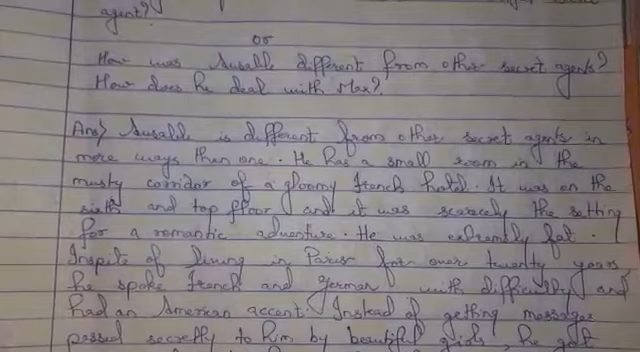 agent?
or
How was Ausable different from other secret agents?
How does he deal with Max?
Ans) Ausable is different from other secret agents in
more ways than one. He has a small room in the
musty corridor of a gloomy French hotel. It was on the
sixth and top floor and it was scarcely the setting
for a romantic adventure. He was extremely fat.
Inspite of living in Paris for over twenty years,
he spoke French and German with difficulty and
had an American accent. Instead of getting messages
passed secretly to him by beautiful girls, he got